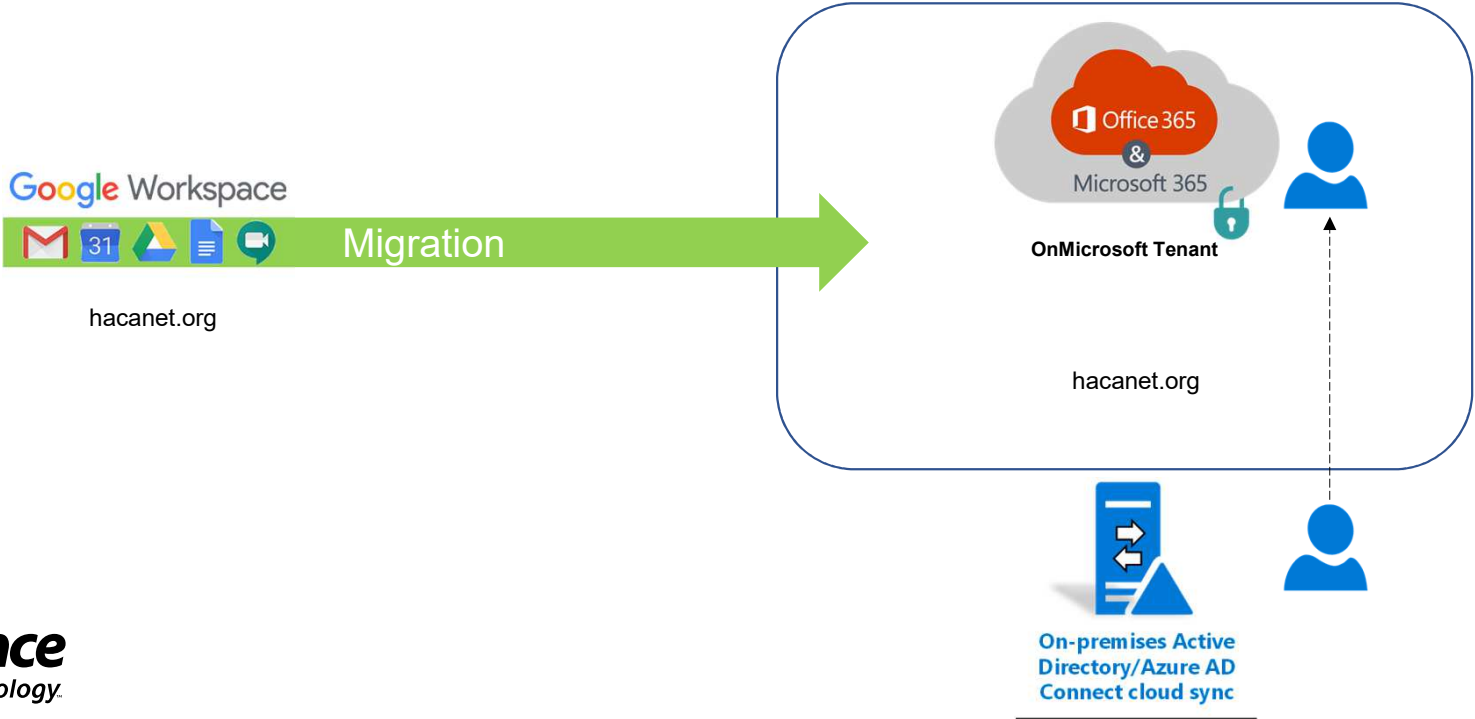 Google Workspace
31
Migration
hacanet.org
Office 365
&
Microsoft 365
OnMicrosoft Tenant
hacanet.org
On-premises Active
Directory/Azure AD
Connect cloud sync